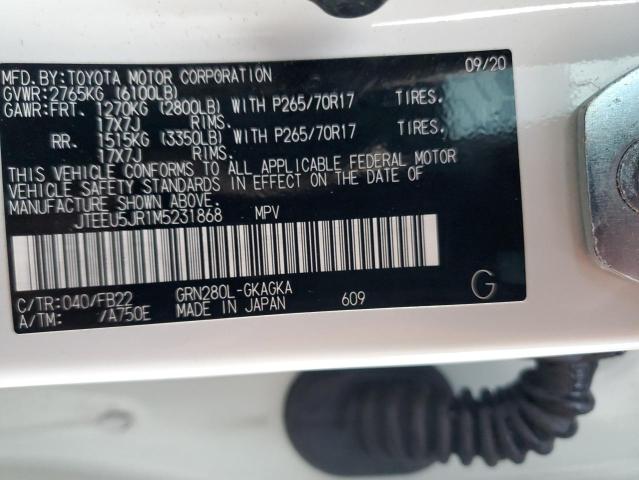 MFD.BY:TOYOTA MOTOR CORPORATION 09/20
GVWR:2765KG (6100LB)
GAWR:FRT. 1270KG (2800LB) WITH P265/70R17 TIRES,
17X7J RIMS.
RR. 1515KG (3350LB) WITH P265/70R17 TIRES,
17X7J RIMS.
THIS VEHICLE CONFORMS TO ALL APPLICABLE FEDERAL MOTOR
VEHICLE SAFETY STANDARDS IN EFFECT ON THE DATE OF
MANUFACTURE SHOWN ABOVE.
JTEEU5JR1M5231868 MPV
C/TR:040/FB22 GRN280L-GKAGKA
A/TM: /A750E MADE IN JAPAN 609 G